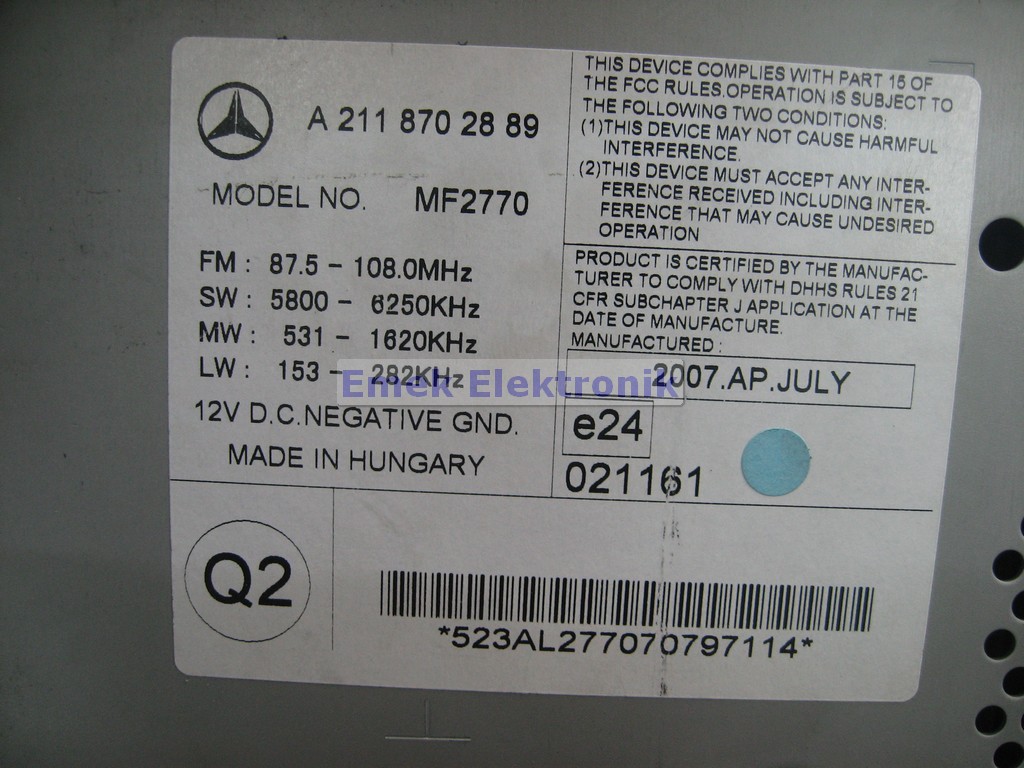 A 211 870 28 89
MODEL NO. MF2770
FM : 87.5 - 108.0MHz
SW : 5800 - 6250KHz
MW : 531 - 1620KHz
LW : 153 - 282KHz
12V D.C.NEGATIVE GND.
MADE IN HUNGARY
THIS DEVICE COMPLIES WITH PART 15 OF
THE FCC RULES.OPERATION IS SUBJECT TO
THE FOLLOWING TWO CONDITIONS:
(1)THIS DEVICE MAY NOT CAUSE HARMFUL
INTERFERENCE.
(2)THIS DEVICE MUST ACCEPT ANY INTER-
FERENCE RECEIVED INCLUDING INTER-
FERENCE THAT MAY CAUSE UNDESIRED
OPERATION
PRODUCT IS CERTIFIED BY THE MANUFAC-
TURER TO COMPLY WITH DHHS RULES 21
CFR SUBCHAPTER J APPLICATION AT THE
DATE OF MANUFACTURE.
MANUFACTURED :
2007.AP.JULY
Emek Elektronik
e24
021161
Q2
*523AL277070797114*